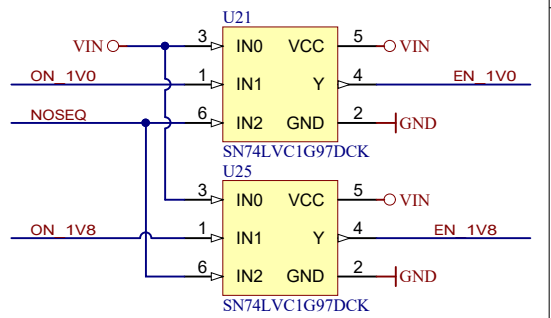 U21
VIN 3 IN0 VCC 5 VIN
ON_1V0 1 IN1 Y 4 EN_1V0
NOSEQ 6 IN2 GND 2 GND
SN74LVC1G97DCK
U25
3 IN0 VCC 5 VIN
ON_1V8 1 IN1 Y 4 EN_1V8
6 IN2 GND 2 GND
SN74LVC1G97DCK